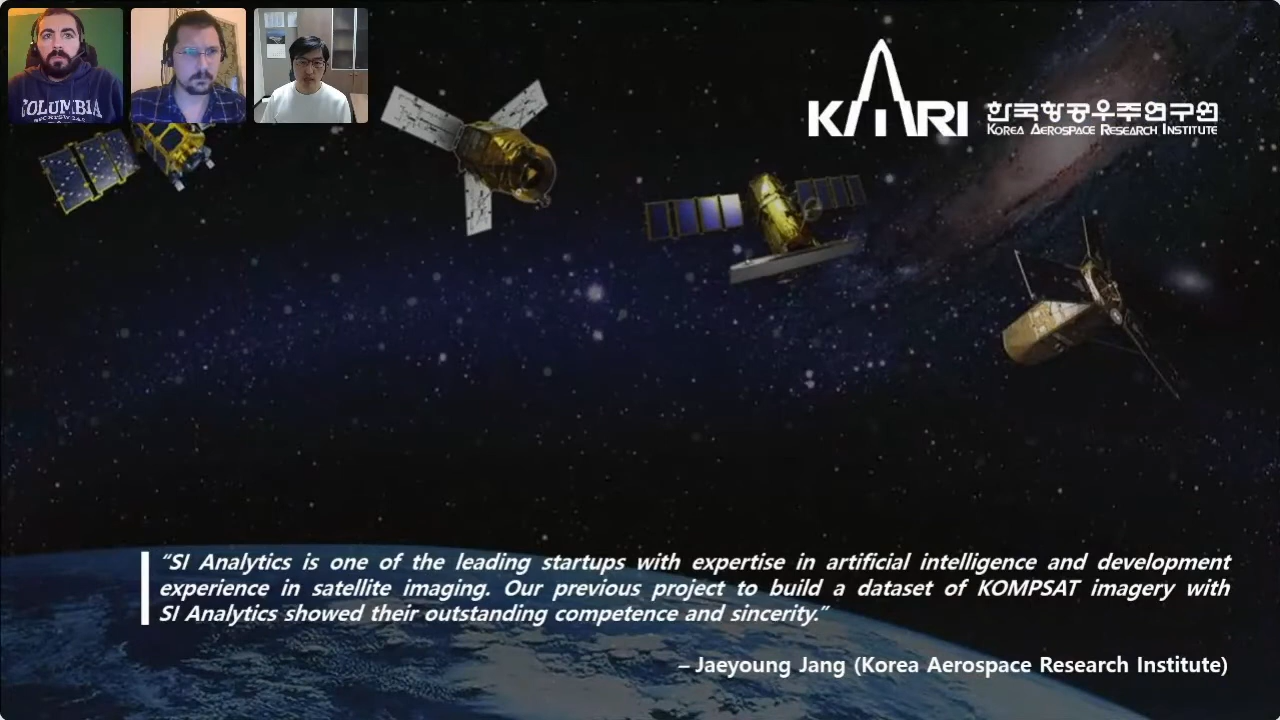 COLUMBIA
KARI 한국항공우주연구원
KOREA AEROSPACE RESEARCH INSTITUTE
“SI Analytics is one of the leading startups with expertise in artificial intelligence and development
experience in satellite imaging. Our previous project to build a dataset of KOMPSAT imagery with
SI Analytics showed their outstanding competence and sincerity.”
– Jaeyoung Jang (Korea Aerospace Research Institute)